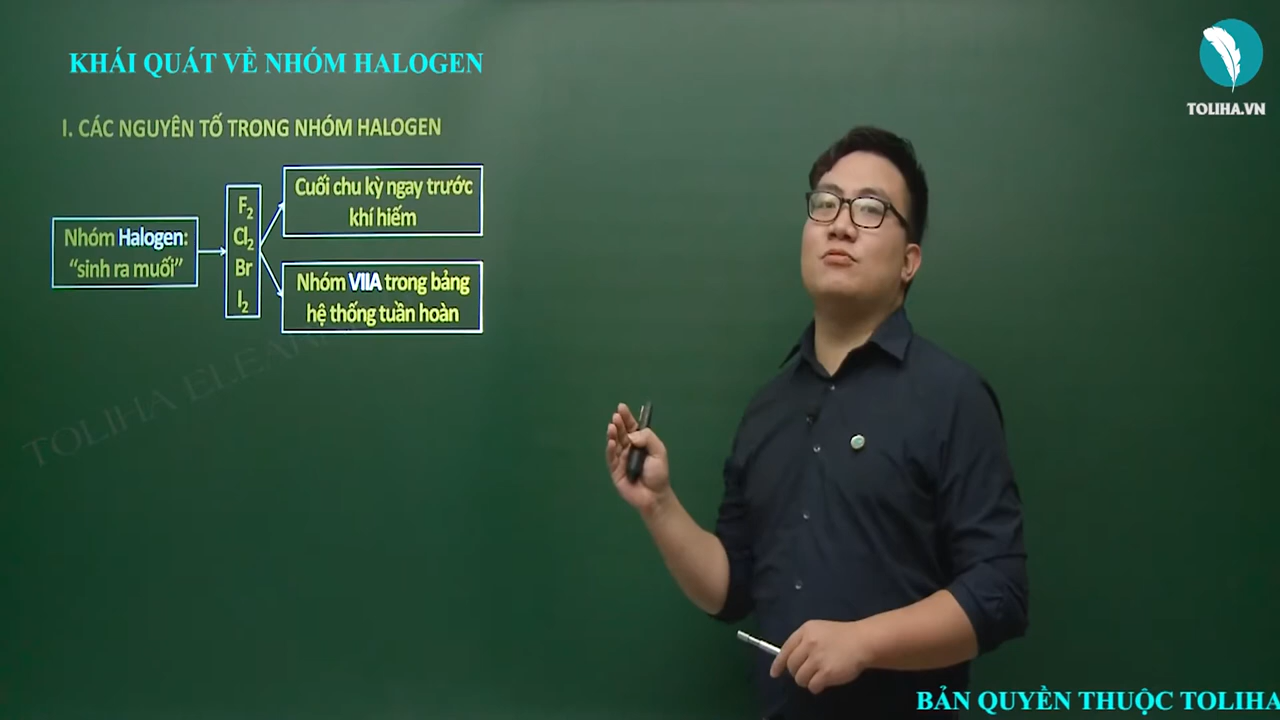 KHÁI QUÁT VỀ NHÓM HALOGEN
TOLIHA.VN
I. CÁC NGUYÊN TỐ TRONG NHÓM HALOGEN
Nhóm Halogen:
"sinh ra muối"
F2
Cl2
Br
I2
Cuối chu kỳ ngay trước
khí hiếm
Nhóm VIIA trong bảng
hệ thống tuần hoàn
TOLIHA ELEAR
BẢN QUYỀN THUỘC TOLIHA